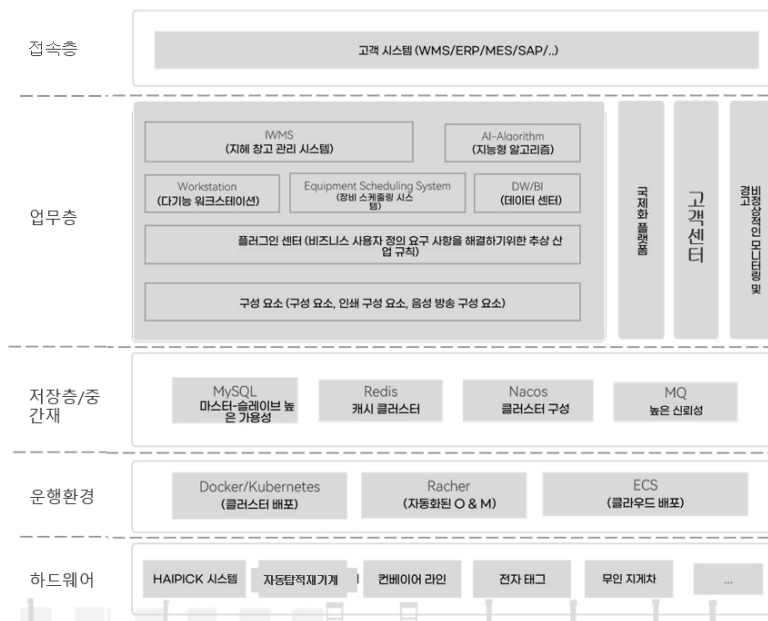 접속층
고객 시스템 (WMS/ERP/MES/SAP/..)
업무층
IWMS
(지혜 창고 관리 시스템)
AI-Algorithm
(지능형 알고리즘)
Workstation
(다기능 워크스테이션)
Equipment Scheduling System
(장비 스케줄링 시스
템)
DW/BI
(데이터 센터)
플러그인 센터 (비즈니스 사용자 정의 요구 사항을 해결하기위한 추상 산
업 규칙)
구성 요소 (구성 요소, 인쇄 구성 요소, 음성 방송 구성 요소)
국제화 플랫폼
고객센터
비정상적인 모니터링 및
경고
저장층/중
간재
MySQL
마스터-슬레이브 높
은 가용성
Redis
캐시 클러스터
Nacos
클러스터 구성
MQ
높은 신뢰성
운행환경
Docker/Kubernetes
(클러스터 배포)
Racher
(자동화된 O & M)
ECS
(클라우드 배포)
하드웨어
HAIPICK 시스템
자동탑적재기계
컨베이어 라인
전자 태그
무인 지게차
...